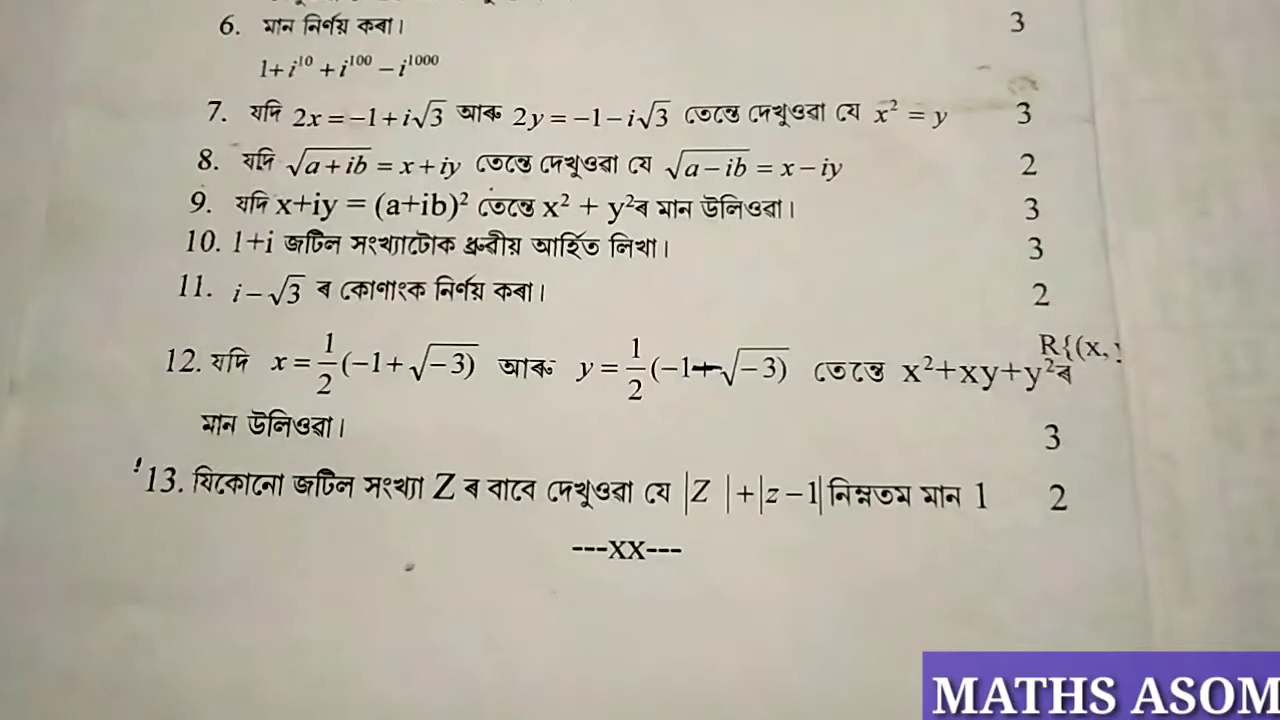 6. মান নিৰ্ণয় কৰা। 3
1+i¹⁰ + i¹⁰⁰ − i¹⁰⁰⁰
7. যদি 2x = −1 + i√3 আৰু 2y = −1 − i√3 তেন্তে দেখুওৱা যে x² = y 3
8. যদি √(a + ib) = x + iy তেন্তে দেখুওৱা যে √(a − ib) = x − iy 2
9. যদি x+iy = (a+ib)² তেন্তে x² + y²ৰ মান উলিওৱা। 3
10. 1+i জটিল সংখ্যাটোক ধ্ৰুৱীয় আৰ্হিত লিখা। 3
11. i − √3 ৰ কোণাংক নিৰ্ণয় কৰা। 2
R{(x,
12. যদি x = 1/2(−1 + √−3) আৰু y = 1/2(−1 − √−3) তেন্তে x²+xy+y²ৰ
মান উলিওৱা। 3
13. যিকোনো জটিল সংখ্যা Z ৰ বাবে দেখুওৱা যে |Z | + |z − 1| নিম্নতম মান 1 2
---xx---
MATHS ASOM